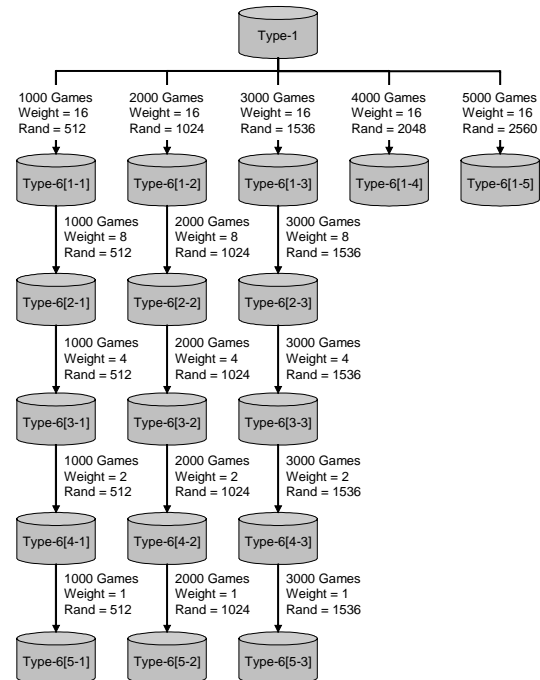 Type-1
1000 Games
Weight = 16
Rand = 512
2000 Games
Weight = 16
Rand = 1024
3000 Games
Weight = 16
Rand = 1536
4000 Games
Weight = 16
Rand = 2048
5000 Games
Weight = 16
Rand = 2560
Type-6[1-1]
Type-6[1-2]
Type-6[1-3]
Type-6[1-4]
Type-6[1-5]
1000 Games
Weight = 8
Rand = 512
2000 Games
Weight = 8
Rand = 1024
3000 Games
Weight = 8
Rand = 1536
Type-6[2-1]
Type-6[2-2]
Type-6[2-3]
1000 Games
Weight = 4
Rand = 512
2000 Games
Weight = 4
Rand = 1024
3000 Games
Weight = 4
Rand = 1536
Type-6[3-1]
Type-6[3-2]
Type-6[3-3]
1000 Games
Weight = 2
Rand = 512
2000 Games
Weight = 2
Rand = 1024
3000 Games
Weight = 2
Rand = 1536
Type-6[4-1]
Type-6[4-2]
Type-6[4-3]
1000 Games
Weight = 1
Rand = 512
2000 Games
Weight = 1
Rand = 1024
3000 Games
Weight = 1
Rand = 1536
Type-6[5-1]
Type-6[5-2]
Type-6[5-3]